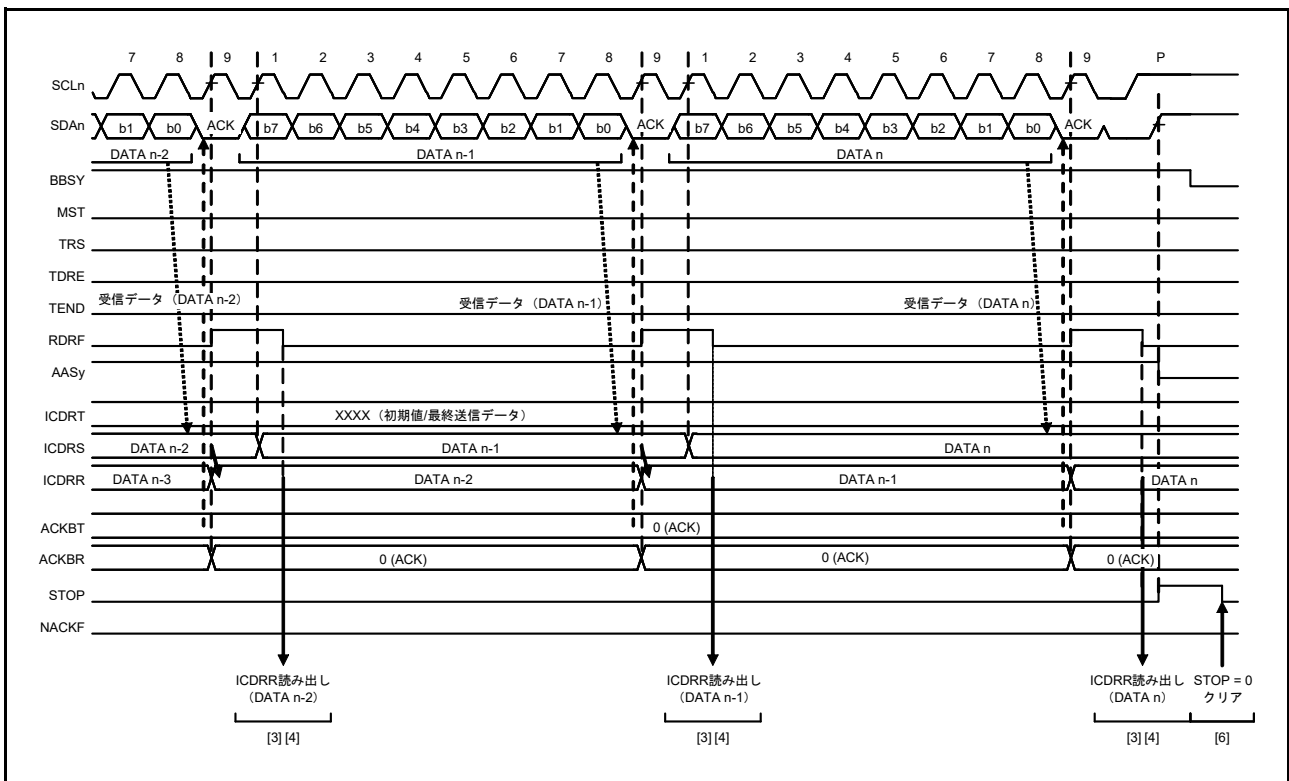 7 8 9 1 2 3 4 5 6 7 8 9 1 2 3 4 5 6 7 8 9 P
SCLn
SDAn b1 b0 ACK b7 b6 b5 b4 b3 b2 b1 b0 ACK b7 b6 b5 b4 b3 b2 b1 b0 ACK
DATA n-2 DATA n-1 DATA n
BBSY
MST
TRS
TDRE
受信データ（DATA n-2） 受信データ（DATA n-1） 受信データ（DATA n）
TEND
RDRF
AASy
ICDRT XXXX（初期値/最終送信データ）
ICDRS DATA n-2 DATA n-1 DATA n
ICDRR DATA n-3 DATA n-2 DATA n-1 DATA n
ACKBT 0 (ACK)
ACKBR 0 (ACK) 0 (ACK) 0 (ACK)
STOP
NACKF
ICDRR読み出し ICDRR読み出し ICDRR読み出し STOP = 0
（DATA n-2） （DATA n-1） （DATA n） クリア
[3] [4] [3] [4] [3] [4] [6]